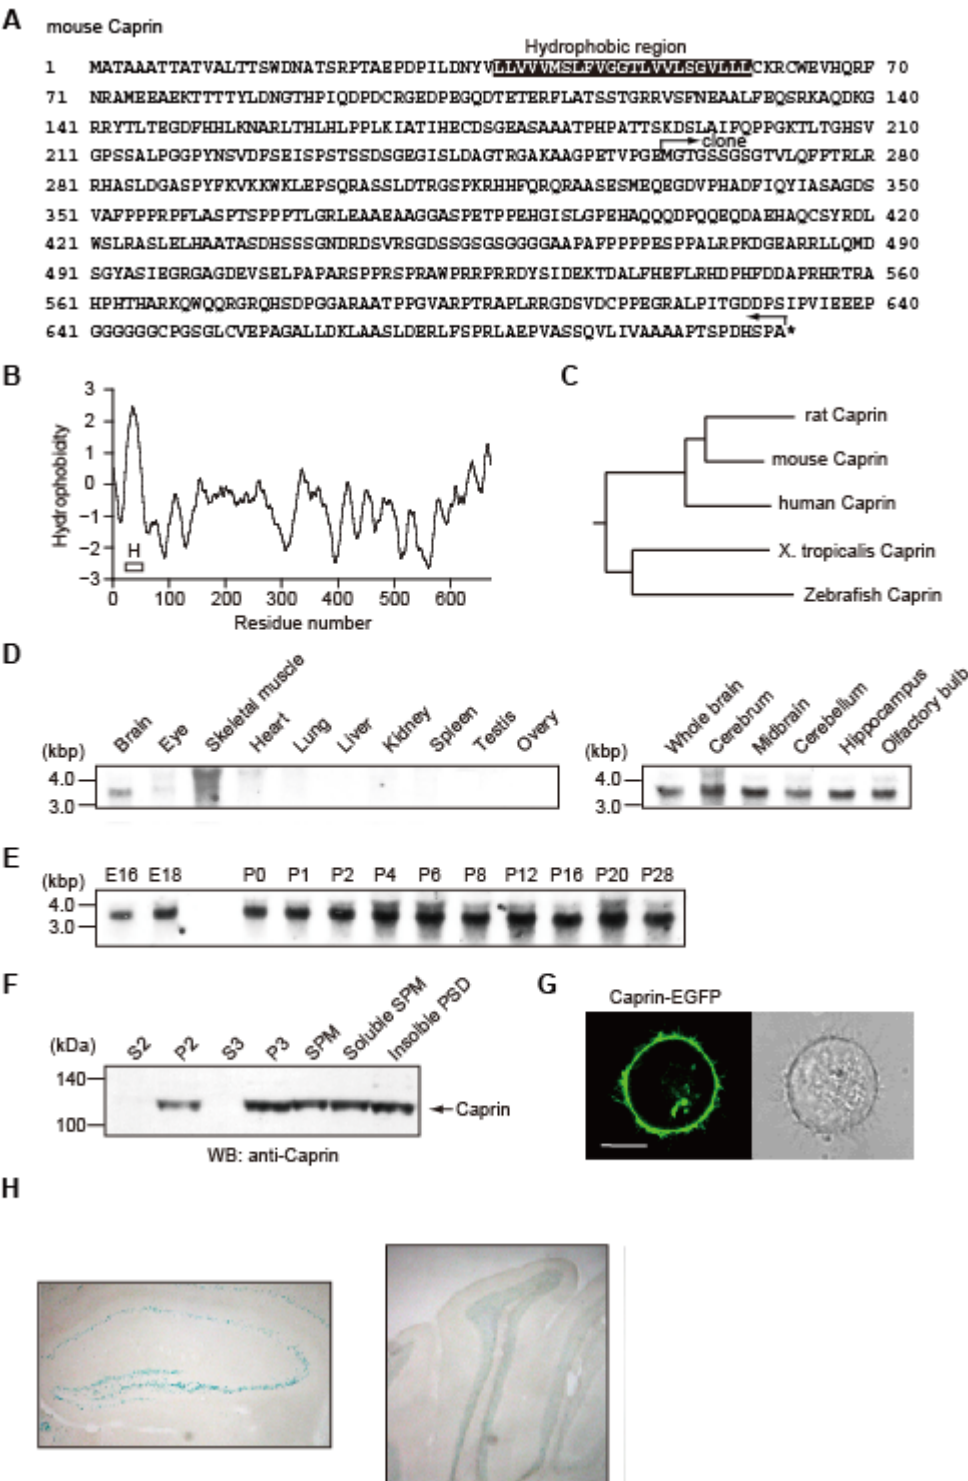 A
mouse Caprin
Hydrophobic region
1 MATAAATTATVALTTSWDNATSRPTAEPDPILDNYVLLVVVMSLFVGGTLVVLSGVLLLCKRCWEVHQRF 70
71 NRAMEEAEKTTTTYLDNGTHPIQDPDCRGEDPEGQDTETERFLATSSTGRRVSFNEAALFEQSRKAQDKG 140
141 RRYTLTEGDFHHLKNARLTHLHLPPLKIATIHECDSGEASAAATPHPATTSKDSLAIFQPPGKTLTGHSV 210
clone
211 GPSSALPGGPYNSVDFSEISPSTSSDSGEGISLDAGTRGAKAAGPETVPGEMGTGSSGSGTVLQFFTRLR 280
281 RHASLDGASPYFKVKKWKLEPSQRASSLDTRGSPKRHHFQRQRAASESMEQEGDVPHADFIQYIASAGDS 350
351 VAFPPPRPFLASPTSPPPTLGRLEAAEAAGGASPETPPEHGISLGPEHAQQQDPQQEQDAEHAQCSYRDL 420
421 WSLRASLELHAATASDHSSSGNDRDSVRSGDSSGSGSGGGGAAPAFPPPPESPPALRPKDGEARRLLQMD 490
491 SGYASIEGRGAGDEVSELPAPARSPPRSPRAWPRRPRRDYSIDEKTDALFHEFLRHDPHFDDAPRHRTRA 560
561 HPHTHARKQWQQRGRQHSDPGGARAATPPGVARPTRAPLRRGDSVDCPPEGRALPITGDDPSIPVIEEEP 640
641 GGGGGGCPGSGLCVEPAGALLDKLAASLDERLFSPRLAEPVASSQVLIVAAAAPTSPDHSPA*
B
Hydrophobidity
3
2
1
0
−1
−2
−3
H
0 100 200 300 400 500 600
Residue number
C
rat Caprin
mouse Caprin
human Caprin
X. tropicalis Caprin
Zebrafish Caprin
D
Brain Eye Skeletal muscle Heart Lung Liver Kidney Spleen Testis Overy
(kbp)
4.0
3.0
Whole brain Cerebrum Midbrain Cerebellum Hippocampus Olfactory bulb
(kbp)
4.0
3.0
E
E16 E18 P0 P1 P2 P4 P6 P8 P12 P16 P20 P28
(kbp)
4.0
3.0
F
S2 P2 S3 P3 SPM Soluble SPM Insolble PSD
(kDa)
140
100
Caprin
WB: anti-Caprin
G
Caprin-EGFP
H